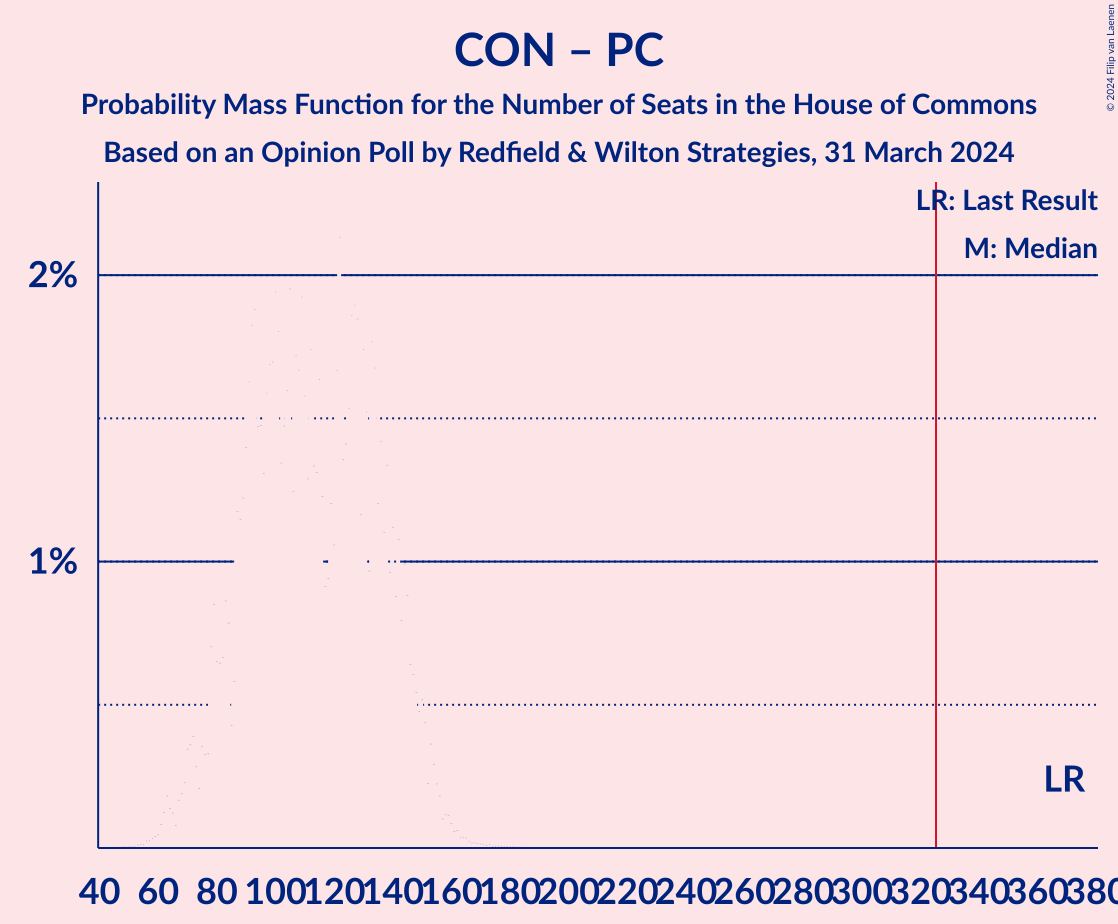 CON – PC
Probability Mass Function for the Number of Seats in the House of Commons
Based on an Opinion Poll by Redfield & Wilton Strategies, 31 March 2024
© 2024 Filip van Laenen
LR: Last Result
M: Median
2%
1%
LR
40 60 80 100 120 140 160 180 200 220 240 260 280 300 320 340 360 380